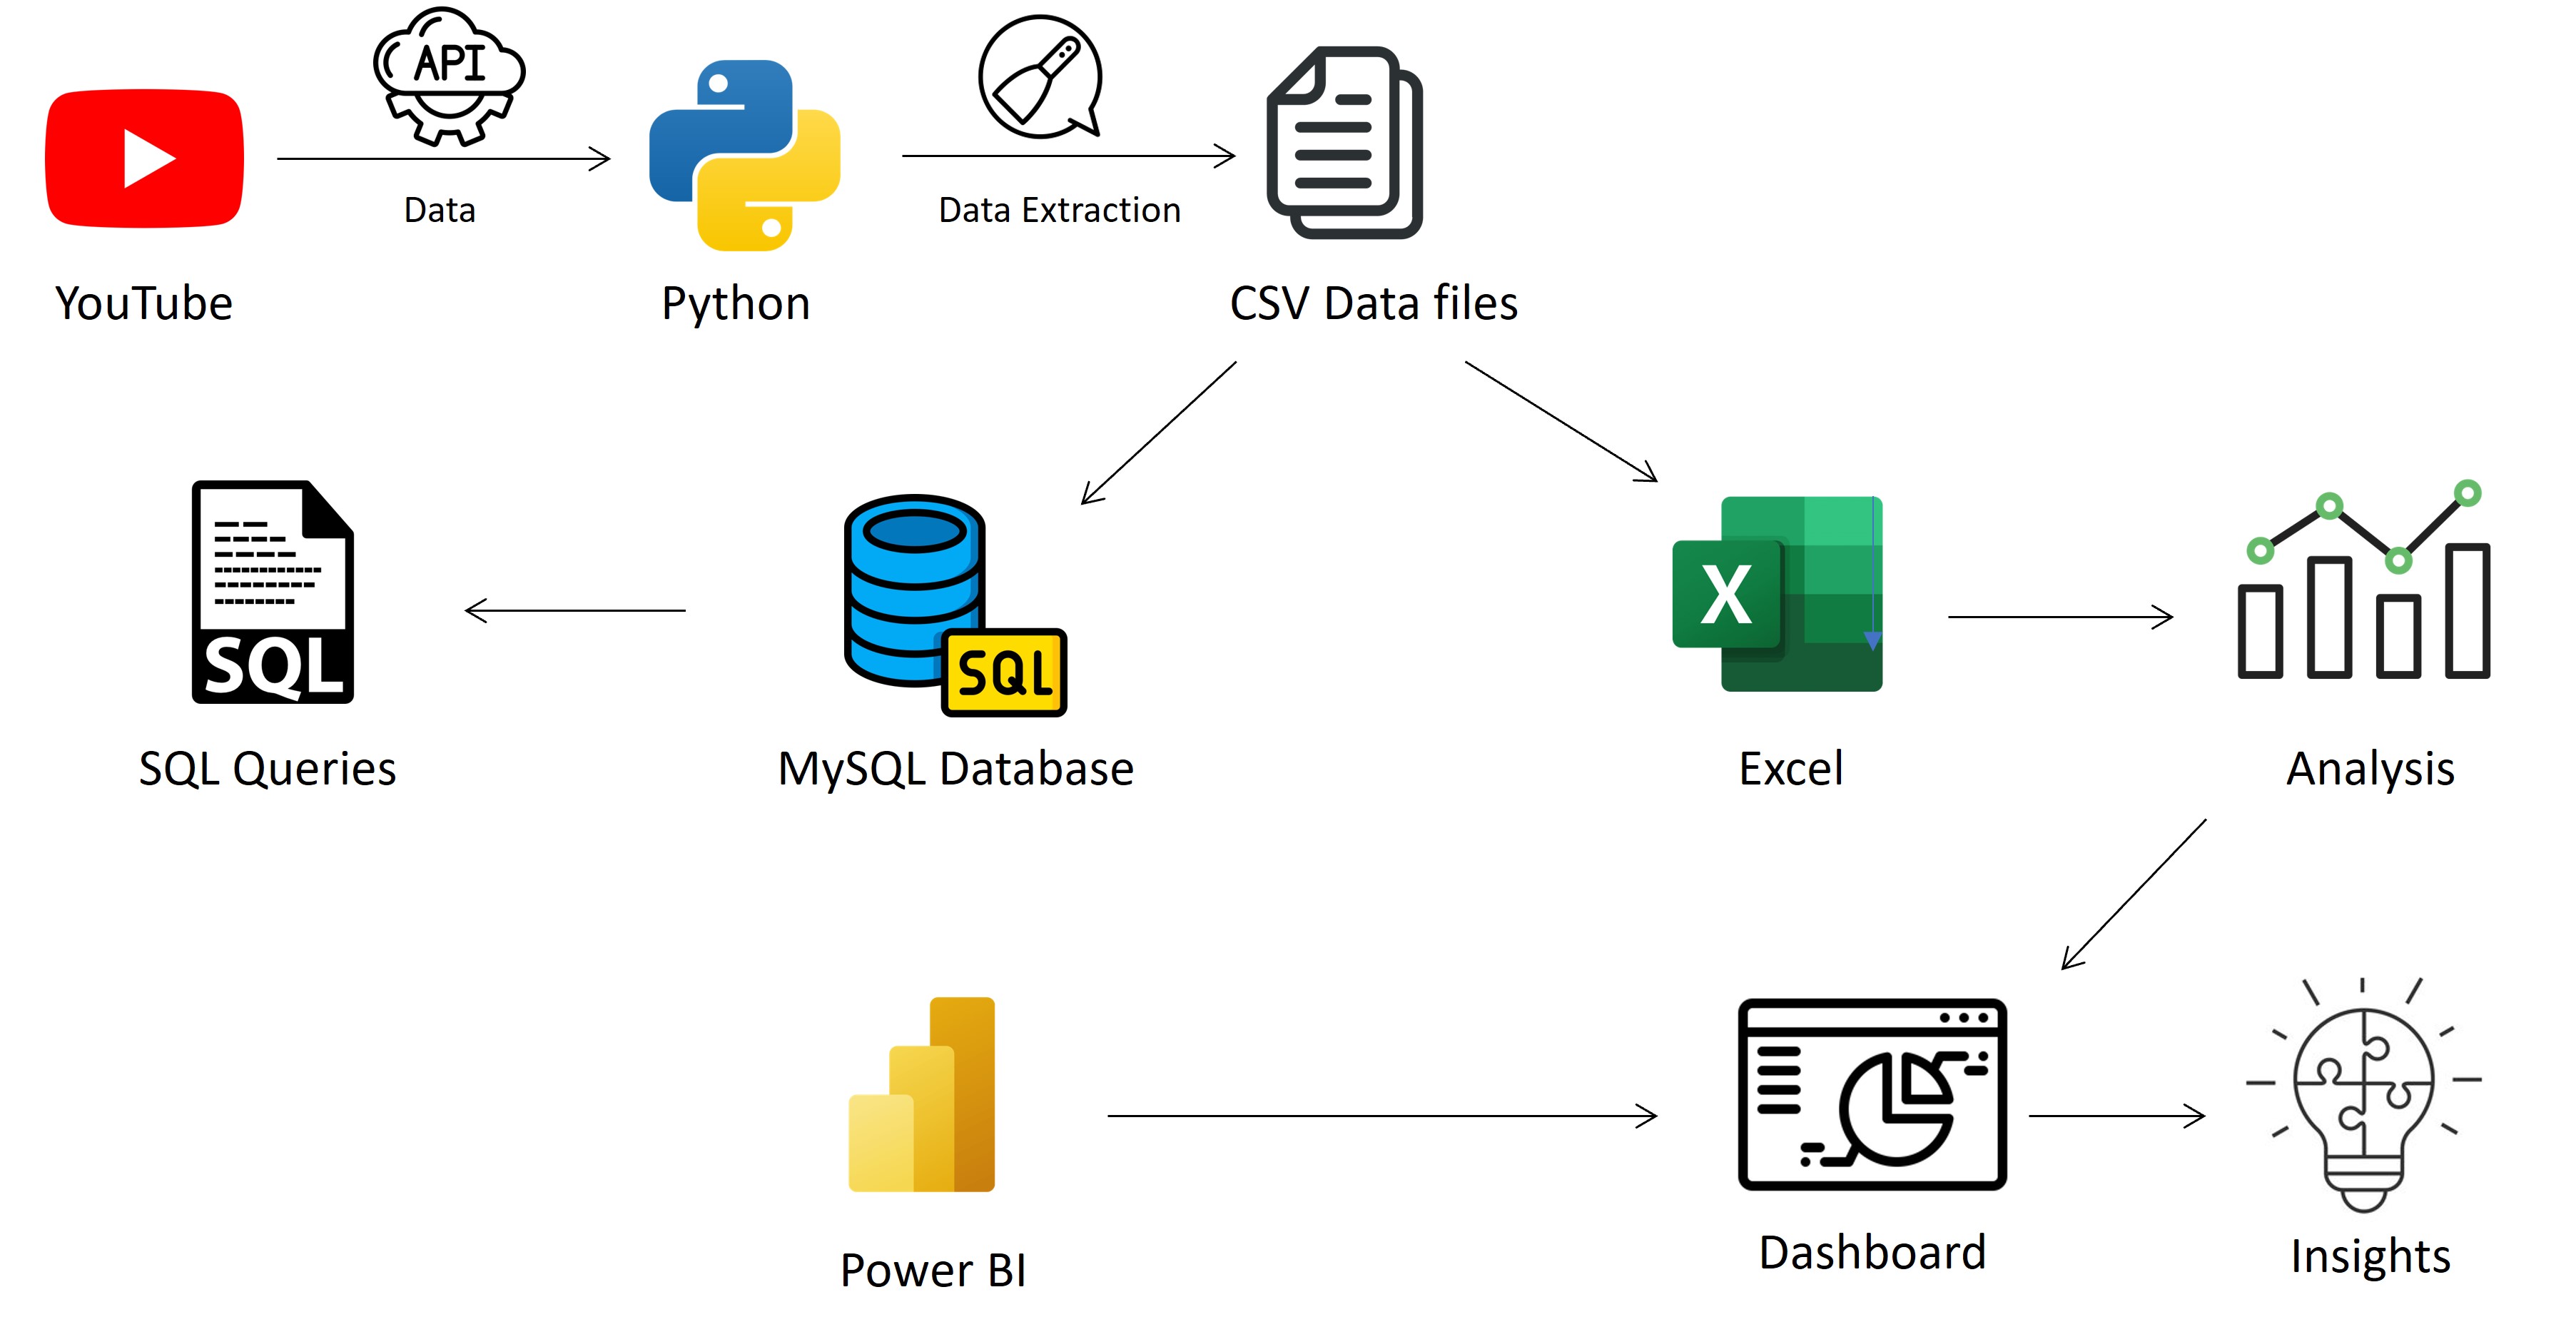 API
Data
Data Extraction
YouTube
Python
CSV Data files
SQL
SQL
X
SQL Queries
MySQL Database
Excel
Analysis
Power BI
Dashboard
Insights